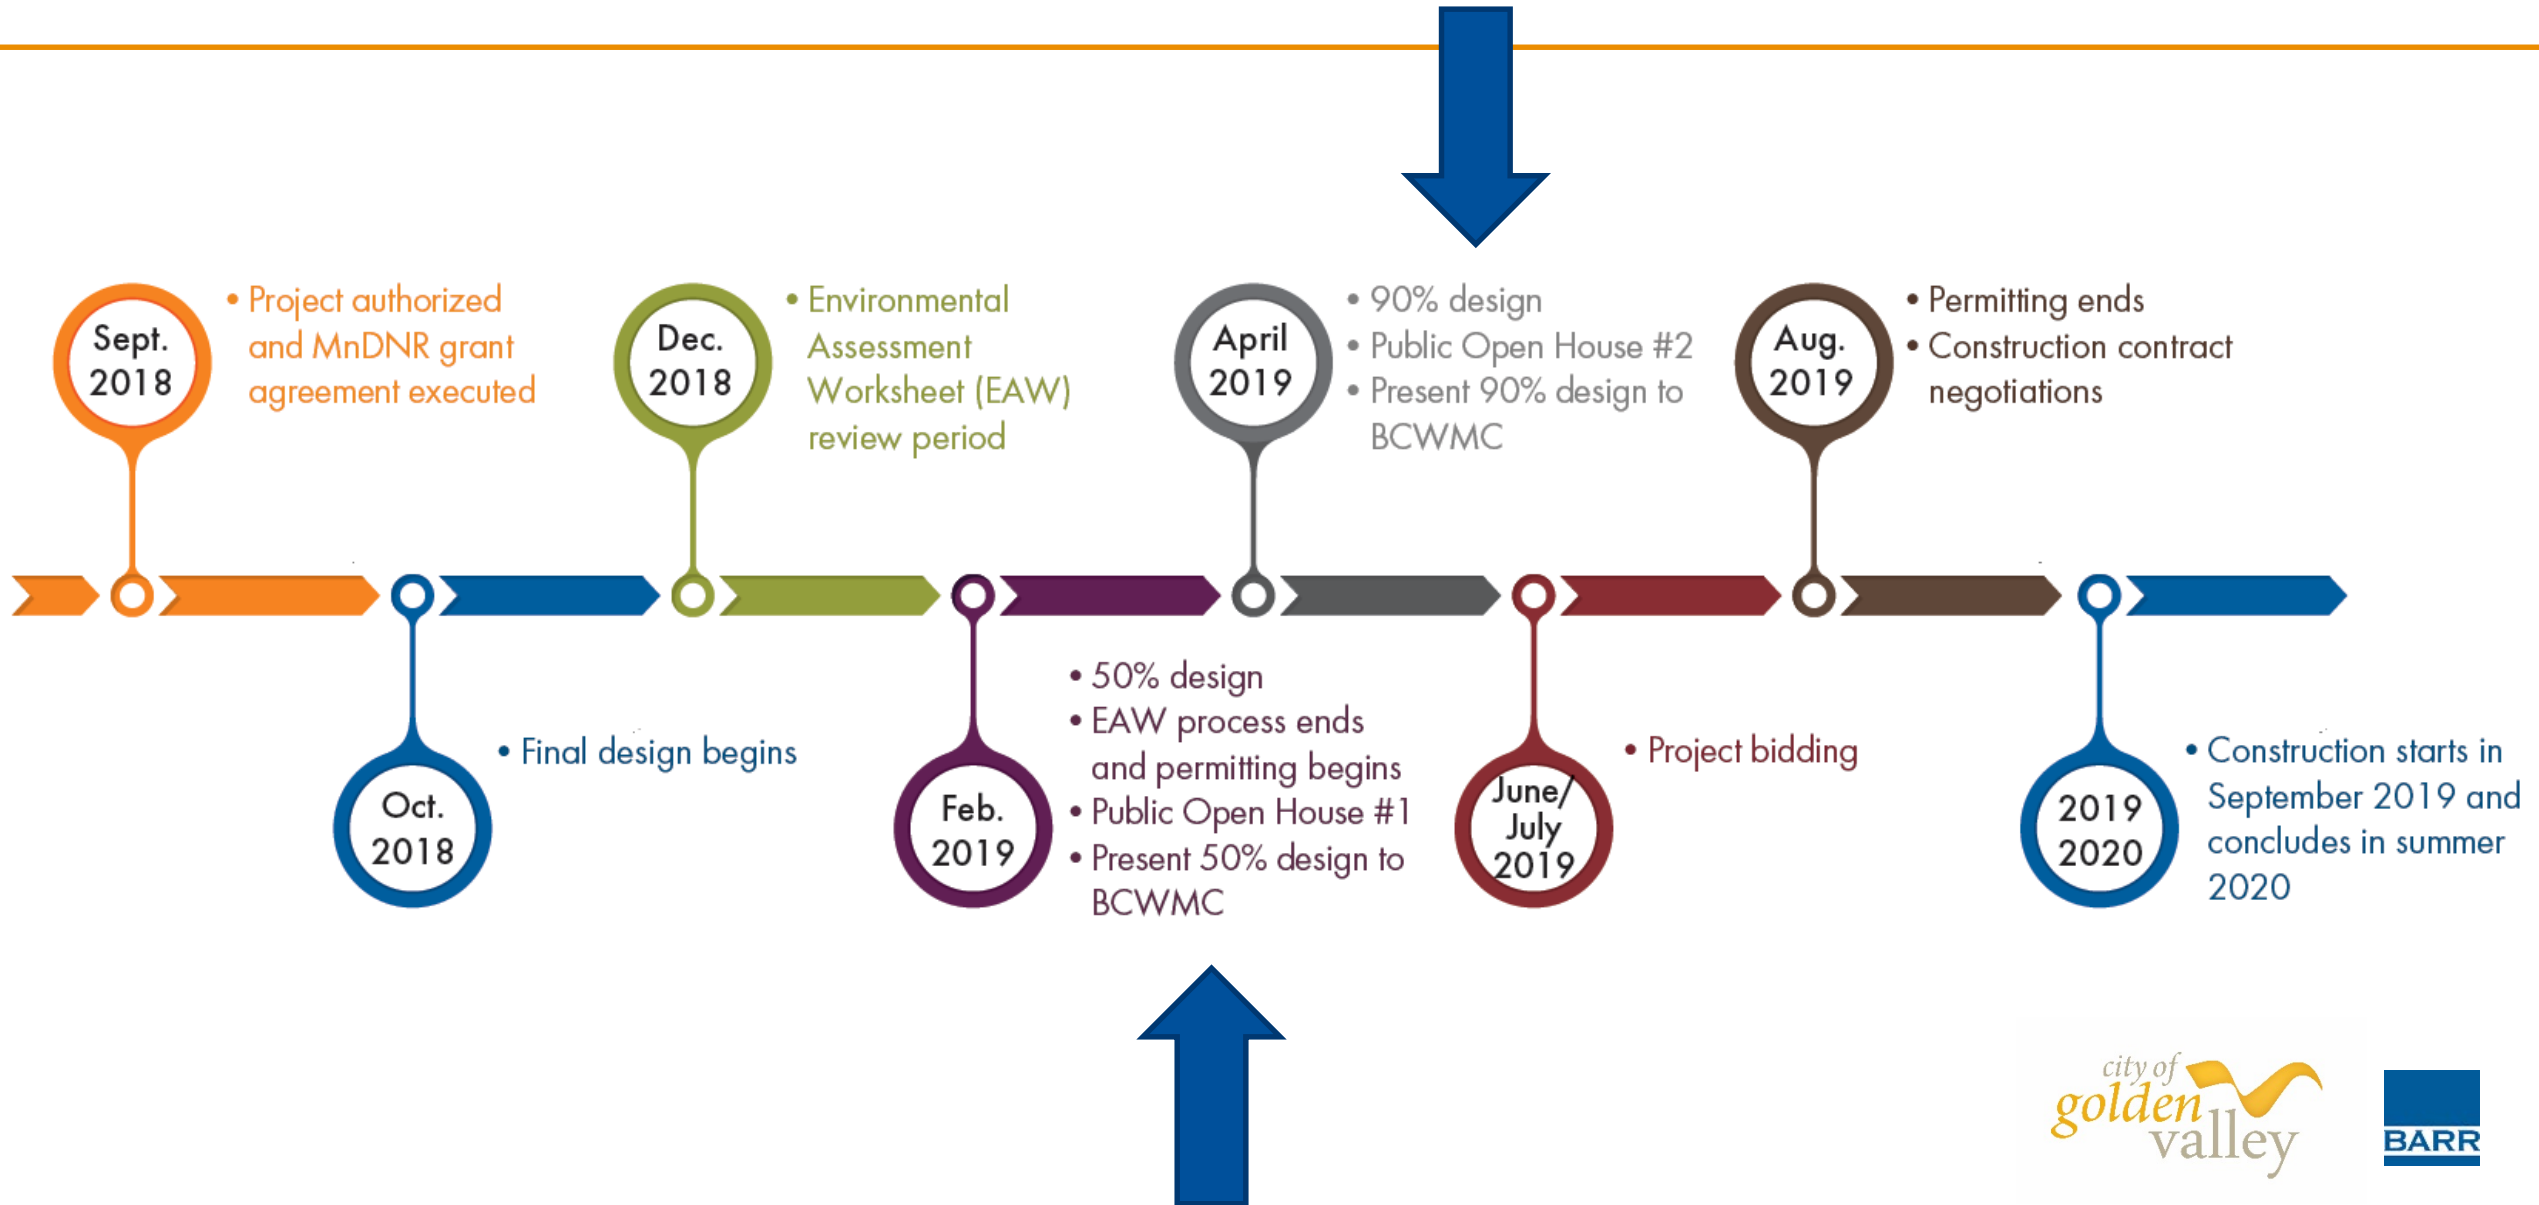 Sept.
2018
• Project authorized
and MnDNR grant
agreement executed
Oct.
2018
• Final design begins
Dec.
2018
• Environmental
Assessment
Worksheet (EAW)
review period
Feb.
2019
• 50% design
• EAW process ends
and permitting begins
• Public Open House #1
• Present 50% design to
BCWMC
April
2019
• 90% design
• Public Open House #2
• Present 90% design to
BCWMC
June/
July
2019
• Project bidding
Aug.
2019
• Permitting ends
• Construction contract
negotiations
2019
2020
• Construction starts in
September 2019 and
concludes in summer
2020
city of
golden
valley
BARR